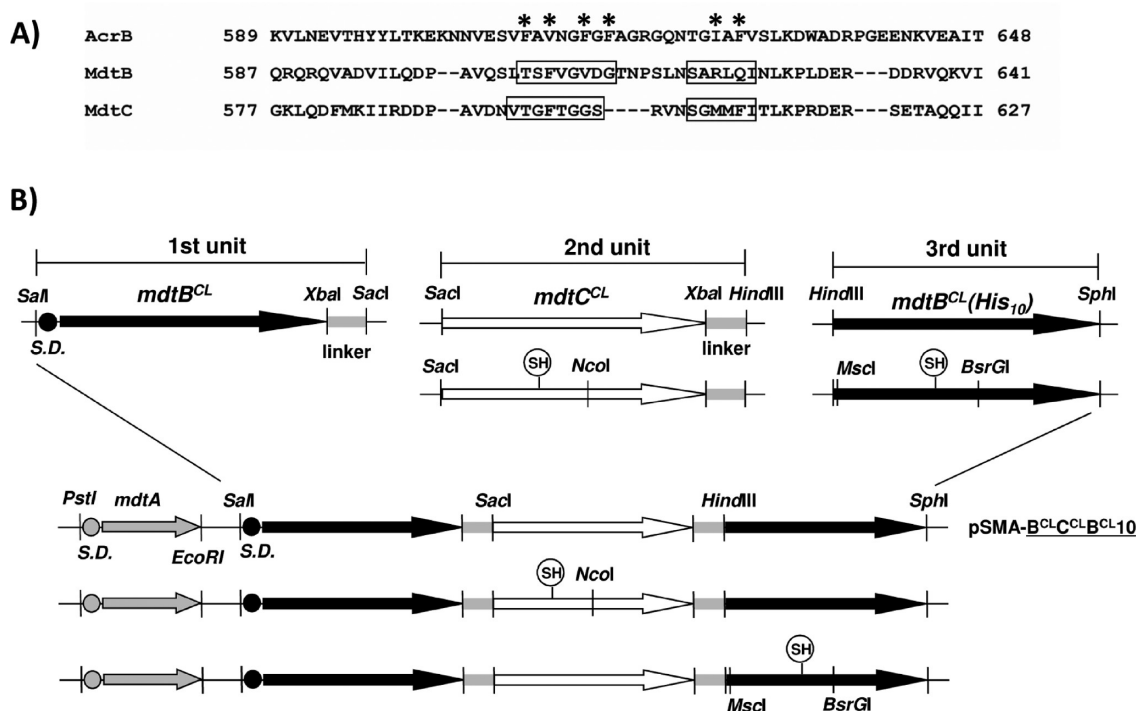 A)
* * * * * *
AcrB 589 KVLNEVTHYYLTKEKNNVESVFAVNGFGFAGRGQNTGIAFVSLKDWADRPGEENKVEAIT 648
MdtB 587 QRQRQVADVILQDP--AVQSLTSFVGVDGTNPSLNSARLQINLKPLDER---DDRVQKVI 641
MdtC 577 GKLQDFMKIIRDDP--AVDNVTGFTGGS----RVNSGMMFITLKPRDER---SETAQQII 627
B)
1st unit 2nd unit 3rd unit
SalI mdtB^CL XbaI SacI SacI mdtC^CL XbaI HindIII HindIII mdtB^CL(His10) SphI
S.D. linker linker
SacI SH NcoI MscI SH BsrGI
PstI mdtA SalI SacI HindIII SphI
S.D. EcoRI S.D. pSMA-B^CLC^CLB^CL10
SH NcoI
SH
MscI BsrGI